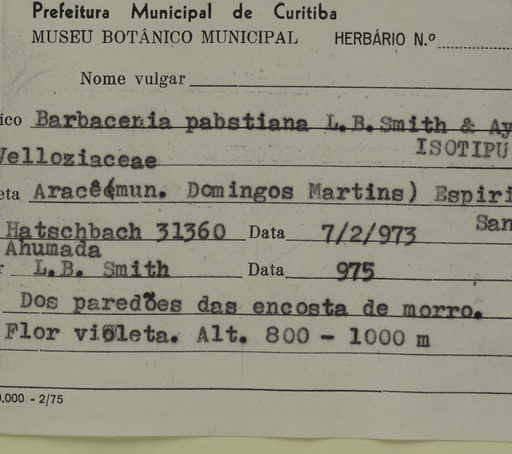 Prefeitura Municipal de Curitiba
MUSEU BOTÂNICO MUNICIPAL HERBÁRIO N.º
Nome vulgar
ico Barbacenia pabstiana L.B.Smith & Ay
Velloziaceae ISOTIPU
eta Aracê(mun. Domingos Martins) Espiri
San
Hatschbach 31360 Data 7/2/973
Ahumada
r L.B. Smith Data 975
Dos paredões das encosta de morro.
Flor violeta. Alt. 800 - 1000 m
0.000 - 2/75